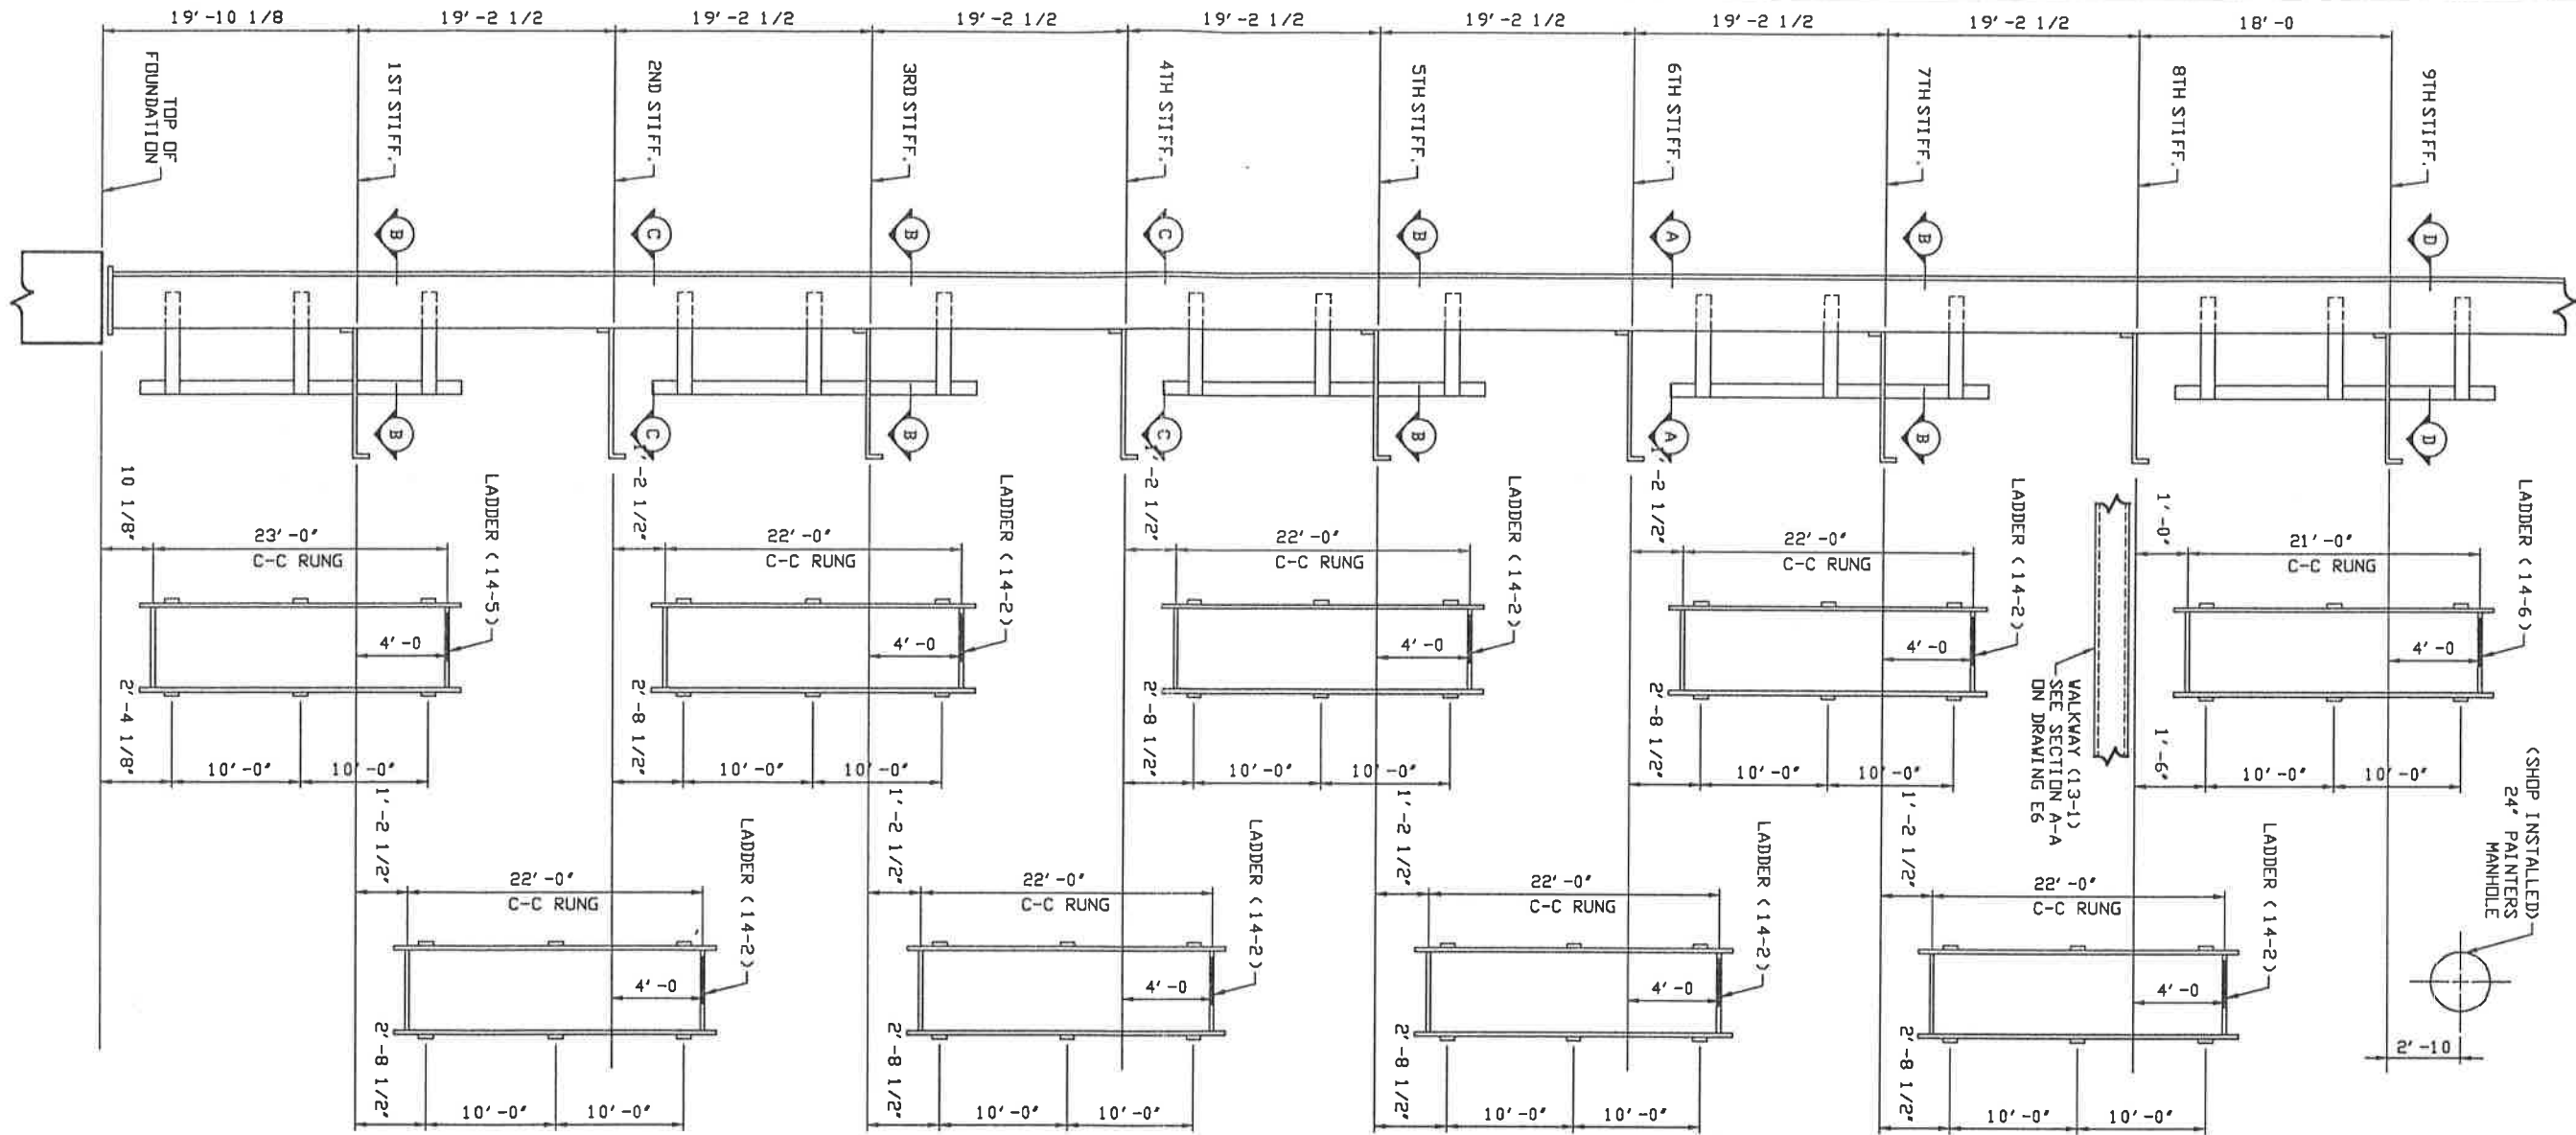 19'-10 1/8
19'-2 1/2
19'-2 1/2
19'-2 1/2
19'-2 1/2
19'-2 1/2
19'-2 1/2
19'-2 1/2
18'-0
TOP OF
FOUNDATION
1ST STIFF.
2ND STIFF.
3RD STIFF.
4TH STIFF.
5TH STIFF.
6TH STIFF.
7TH STIFF.
8TH STIFF.
9TH STIFF.
B
C
B
C
B
A
B
D
B
C
B
C
B
A
B
D
10 1/8"
23'-0"
C-C RUNG
LADDER (14-5)
4'-0
2'-4 1/8"
10'-0"
10'-0"
1'-2 1/2"
22'-0"
C-C RUNG
LADDER (14-2)
4'-0
2'-8 1/2"
10'-0"
10'-0"
1'-2 1/2"
22'-0"
C-C RUNG
LADDER (14-2)
4'-0
2'-8 1/2"
10'-0"
10'-0"
1'-2 1/2"
22'-0"
C-C RUNG
LADDER (14-2)
4'-0
2'-8 1/2"
10'-0"
10'-0"
WALKWAY (13-1)
SEE SECTION A-A
ON DRAWING E6
1'-0"
21'-0"
C-C RUNG
LADDER (14-6)
4'-0
1'-6"
10'-0"
10'-0"
1'-2 1/2"
22'-0"
C-C RUNG
LADDER (14-2)
4'-0
2'-8 1/2"
10'-0"
10'-0"
1'-2 1/2"
22'-0"
C-C RUNG
LADDER (14-2)
4'-0
2'-8 1/2"
10'-0"
10'-0"
1'-2 1/2"
22'-0"
C-C RUNG
LADDER (14-2)
4'-0
2'-8 1/2"
10'-0"
10'-0"
1'-2 1/2"
22'-0"
C-C RUNG
LADDER (14-2)
4'-0
2'-8 1/2"
10'-0"
10'-0"
(SHOP INSTALLED)
24" PAINTERS
MANHOLE
2'-10